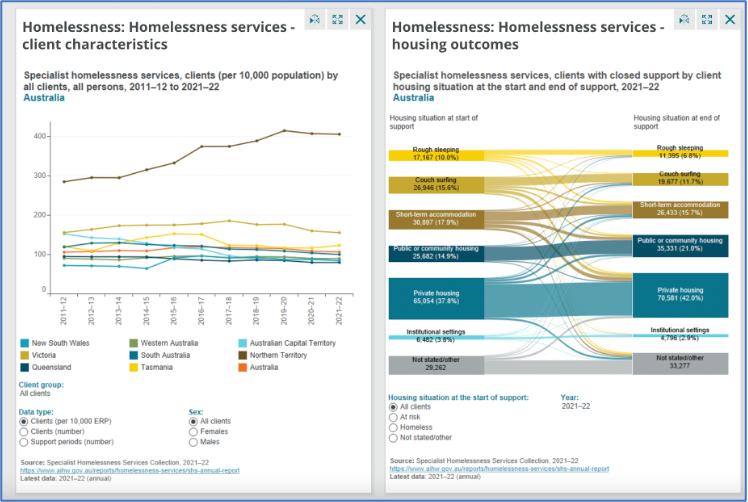 Homelessness: Homelessness services -
client characteristics
Specialist homelessness services, clients (per 10,000 population) by
all clients, all persons, 2011–12 to 2021–22
Australia
400
300
200
100
0
2011–12
2012–13
2013–14
2014–15
2015–16
2016–17
2017–18
2018–19
2019–20
2020–21
2021–22
New South Wales
Western Australia
Australian Capital Territory
Victoria
South Australia
Northern Territory
Queensland
Tasmania
Australia
Client group:
All clients
Data type:
Clients (per 10,000 ERP)
Clients (number)
Support periods (number)
Sex:
All clients
Females
Males
Source: Specialist Homelessness Services Collection, 2021–22
https://www.aihw.gov.au/reports/homelessness-services/shs-annual-report
Latest data: 2021–22 (annual)
Homelessness: Homelessness services -
housing outcomes
Specialist homelessness services, clients with closed support by client
housing situation at the start and end of support, 2021–22
Australia
Housing situation at start of
support
Housing situation at end of
support
Rough sleeping
17,167 (10.0%)
Couch surfing
26,946 (15.6%)
Short-term accommodation
30,897 (17.9%)
Public or community housing
25,682 (14.9%)
Private housing
65,054 (37.8%)
Institutional settings
6,482 (3.8%)
Not stated/other
29,262
Rough sleeping
11,395 (6.8%)
Couch surfing
19,677 (11.7%)
Short-term accommodation
26,433 (15.7%)
Public or community housing
35,331 (21.0%)
Private housing
70,581 (42.0%)
Institutional settings
4,796 (2.9%)
Not stated/other
33,277
Housing situation at the start of support:
All clients
At risk
Homeless
Not stated/other
Year:
2021–22
Source: Specialist Homelessness Services Collection, 2021–22
https://www.aihw.gov.au/reports/homelessness-services/shs-annual-report
Latest data: 2021–22 (annual)